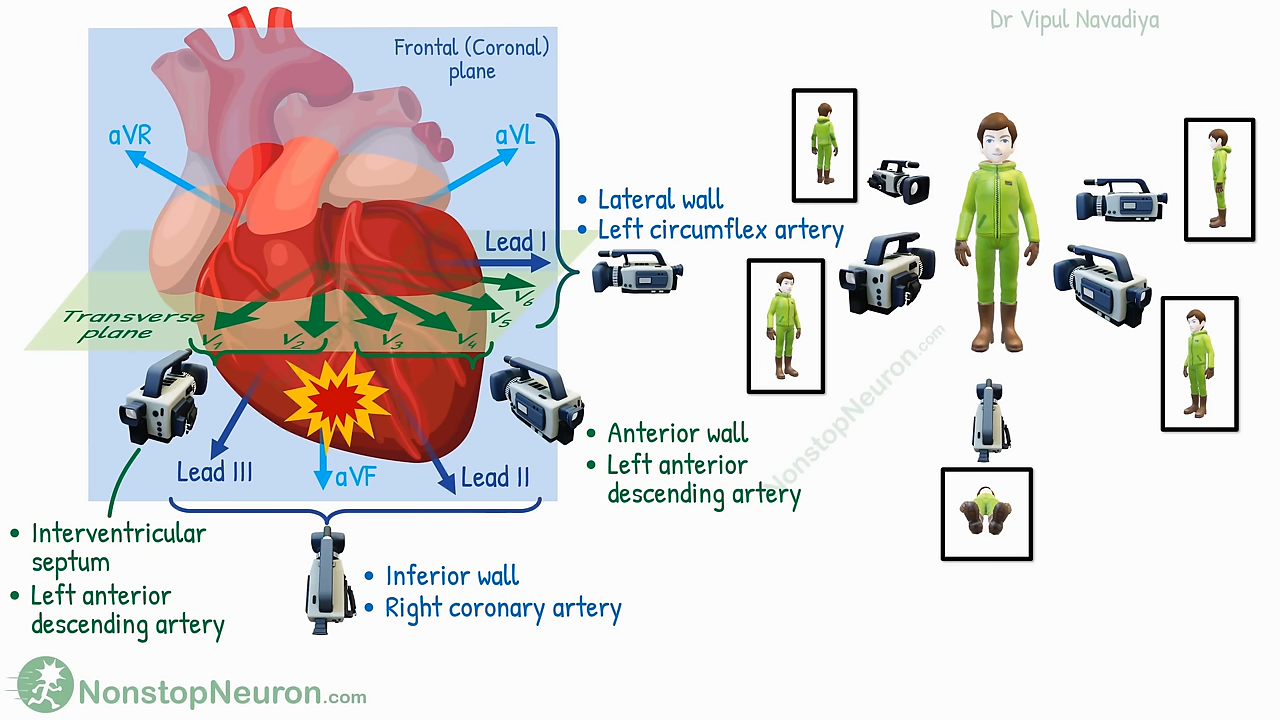 Dr Vipul Navadiya
Frontal (Coronal)
plane
aVR
aVL
• Lateral wall
• Left circumflex artery
Lead I
V6
V5
Transverse
plane
V1
V2
V3
V4
Lead III
aVF
Lead II
• Anterior wall
• Left anterior
descending artery
• Interventricular
septum
• Left anterior
descending artery
• Inferior wall
• Right coronary artery
NonstopNeuron.com
NonstopNeuron.com